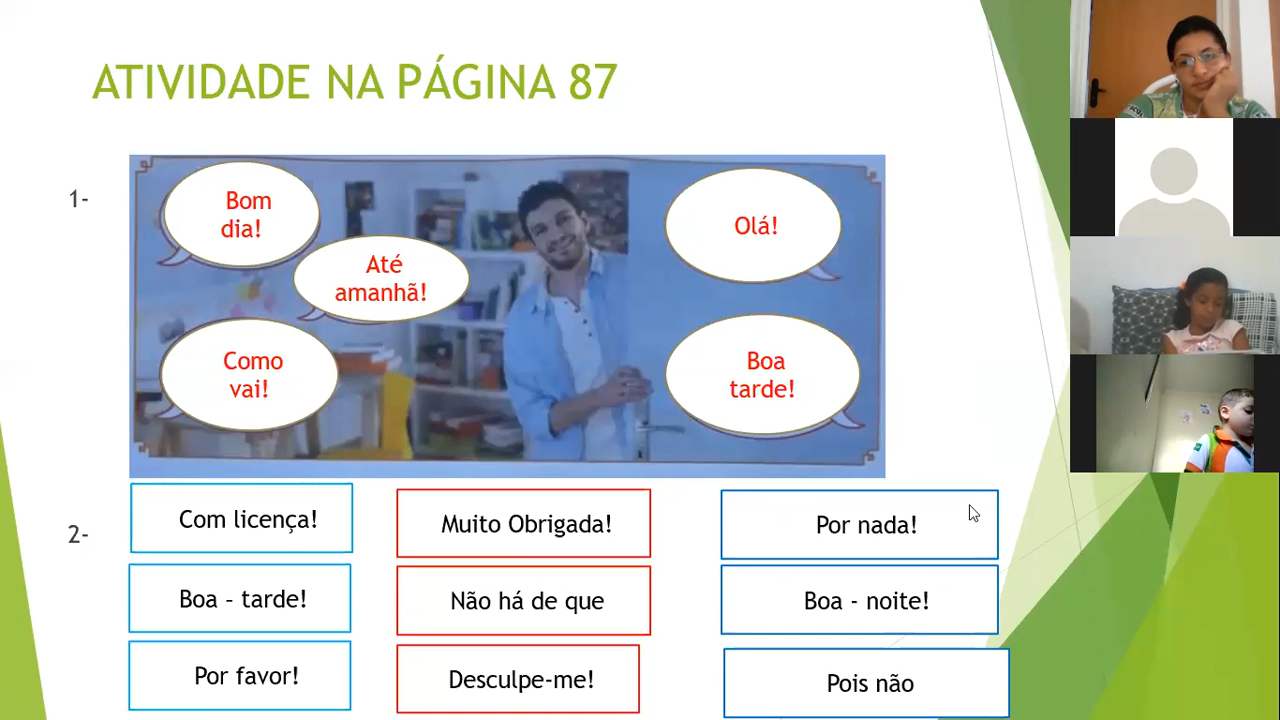 ATIVIDADE NA PÁGINA 87
1-
Bom
dia!
Até
amanhã!
Como
vai!
Olá!
Boa
tarde!
2-
Com licença!
Muito Obrigada!
Por nada!
Boa – tarde!
Não há de que
Boa - noite!
Por favor!
Desculpe-me!
Pois não